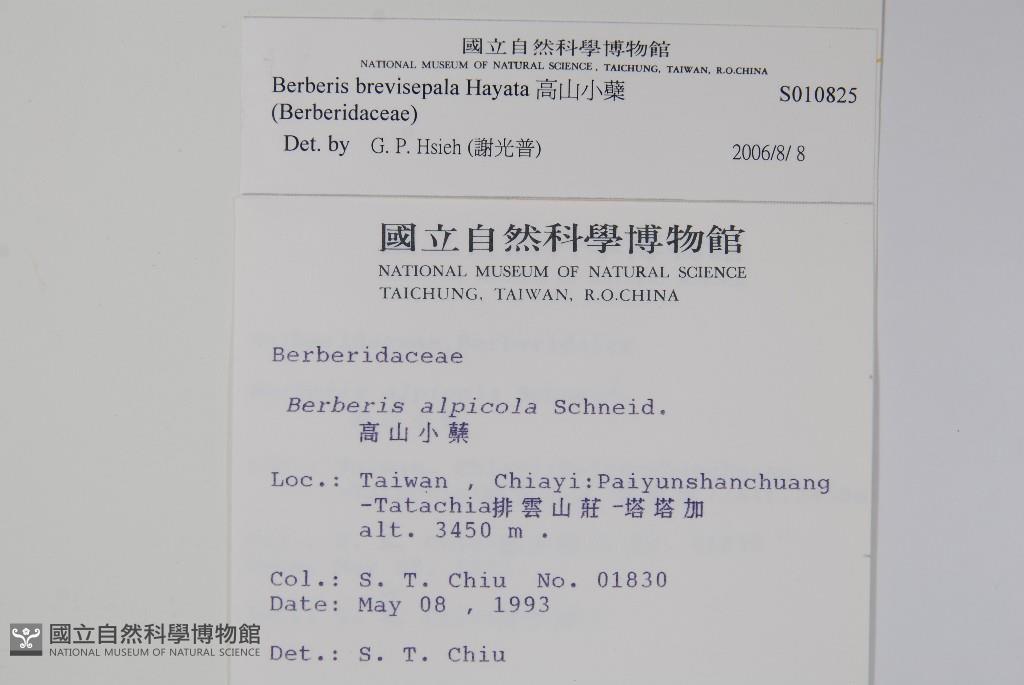 國立自然科學博物館
NATIONAL MUSEUM OF NATURAL SCIENCE, TAICHUNG, TAIWAN, R.O.CHINA
Berberis brevisepala Hayata 高山小蘗 S010825
(Berberidaceae)
Det. by G. P. Hsieh (謝光普) 2006/8/ 8
國立自然科學博物館
NATIONAL MUSEUM OF NATURAL SCIENCE
TAICHUNG, TAIWAN, R.O.CHINA
Berberidaceae
Berberis alpicola Schneid.
高山小蘗
Loc.: Taiwan , Chiayi:Paiyunshanchuang
-Tatachia排雲山莊-塔塔加
alt. 3450 m .
Col.: S. T. Chiu No. 01830
Date: May 08 , 1993
Det.: S. T. Chiu
國立自然科學博物館
NATIONAL MUSEUM OF NATURAL SCIENCE